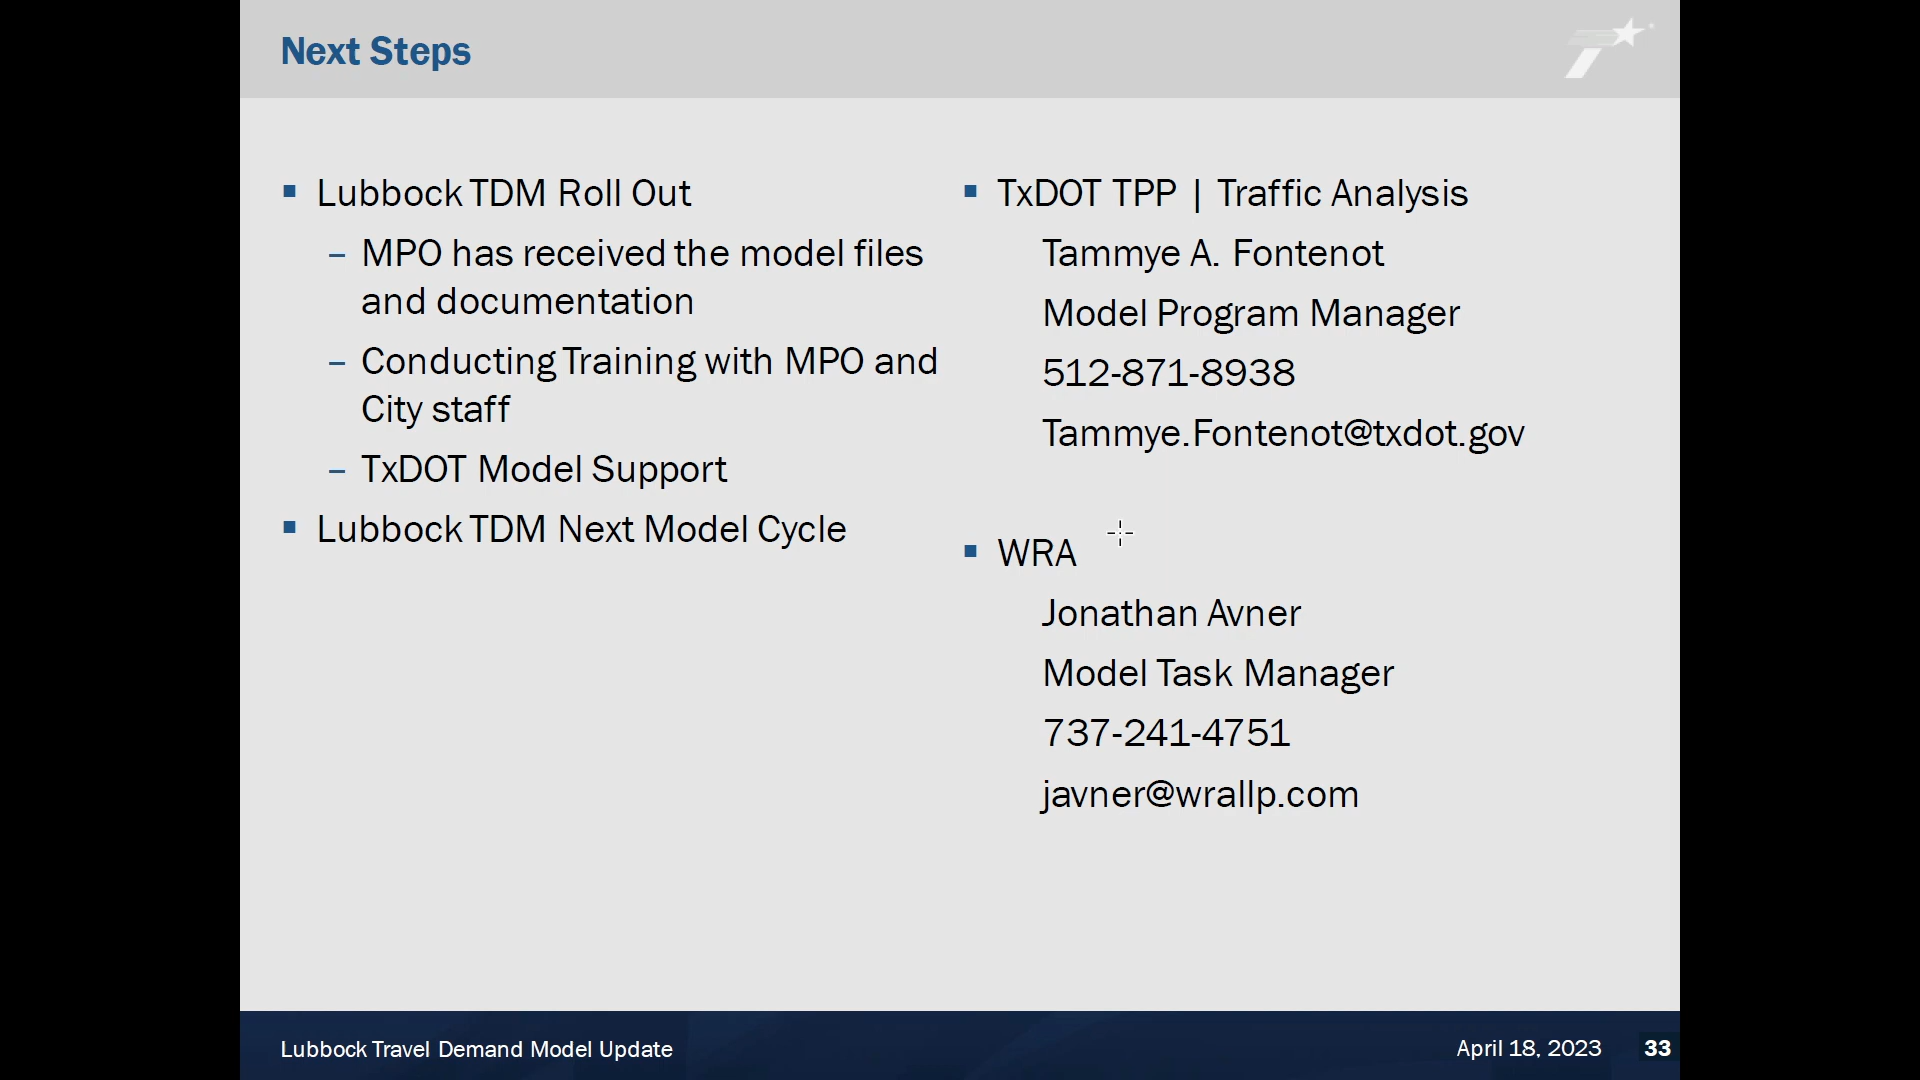 Next Steps
Lubbock TDM Roll Out
– MPO has received the model files
and documentation
– Conducting Training with MPO and
City staff
– TxDOT Model Support
Lubbock TDM Next Model Cycle
TxDOT TPP | Traffic Analysis
Tammye A. Fontenot
Model Program Manager
512-871-8938
Tammye.Fontenot@txdot.gov
WRA
Jonathan Avner
Model Task Manager
737-241-4751
javner@wrallp.com
Lubbock Travel Demand Model Update
April 18, 2023
33